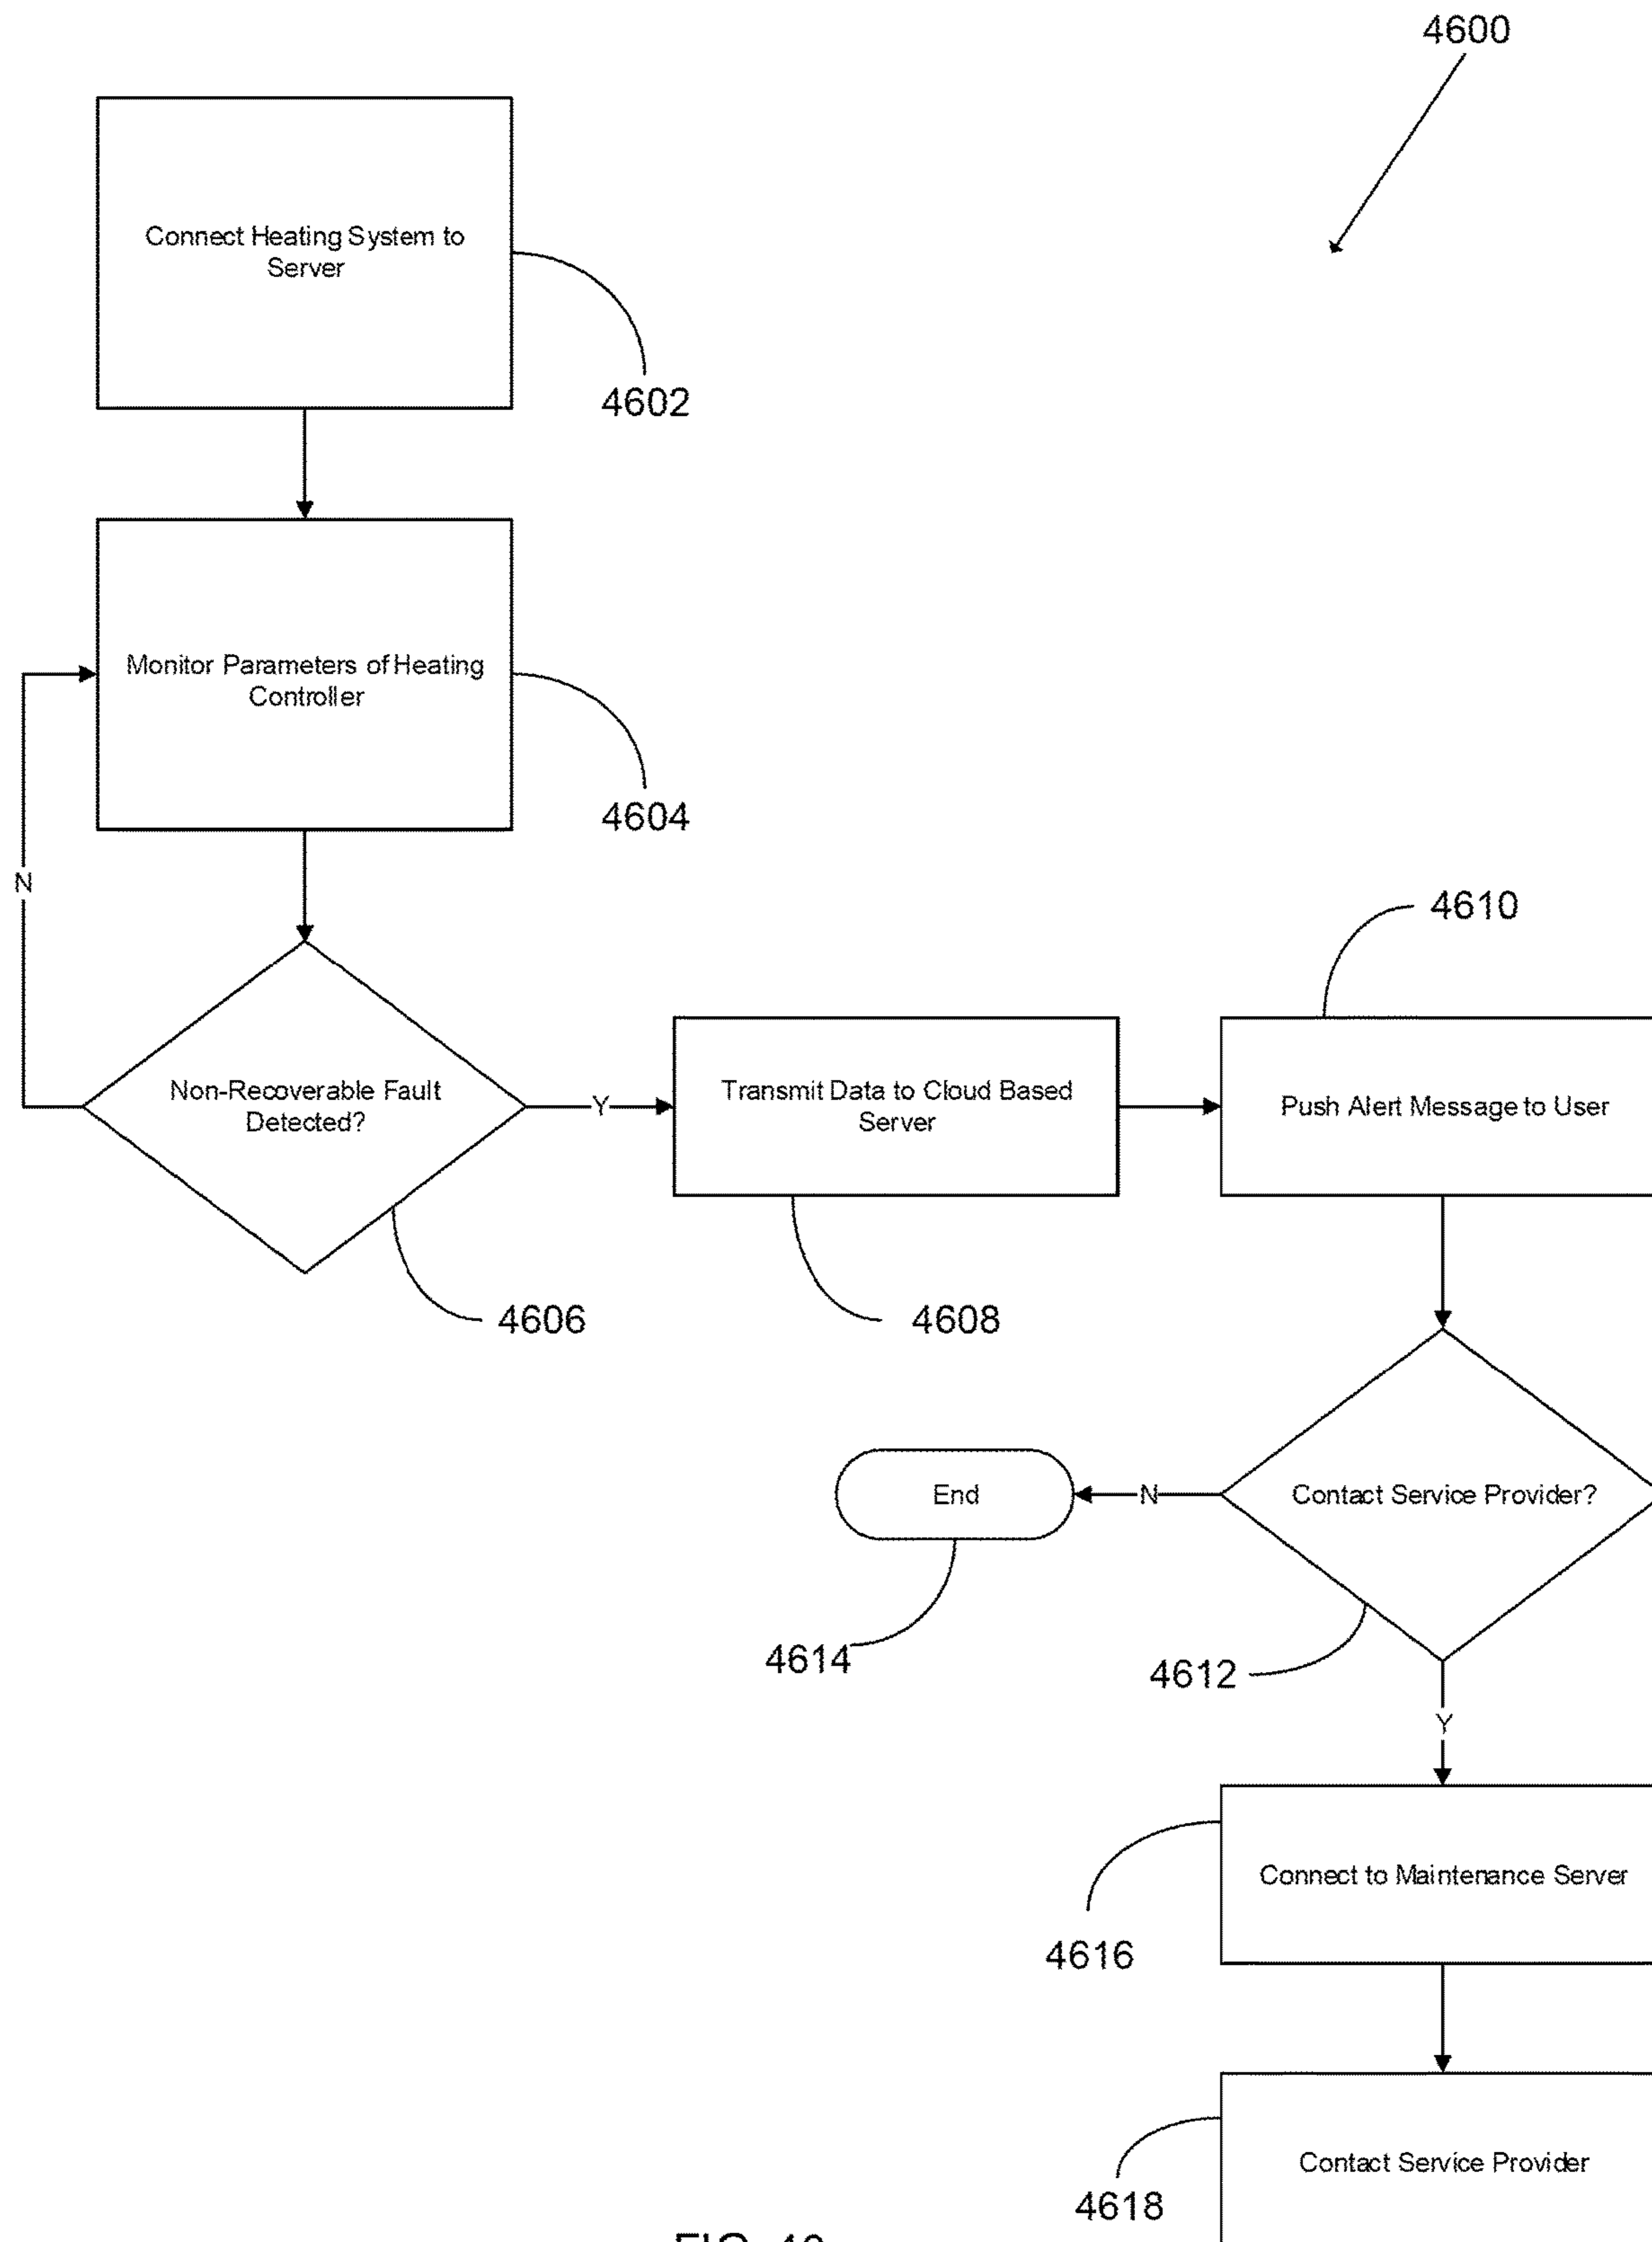 4600
Connect Heating System to
Server
4602
Monitor Parameters of Heating
Controller
4604
N
4610
Non-Recoverable Fault
Detected?
Y
Transmit Data to Cloud Based
Server
Push Alert Message to User
4606
4608
End
N
Contact Service Provider?
4614
4612
Y
Connect to Maintenance Server
4616
Contact Service Provider
4618
FIG.